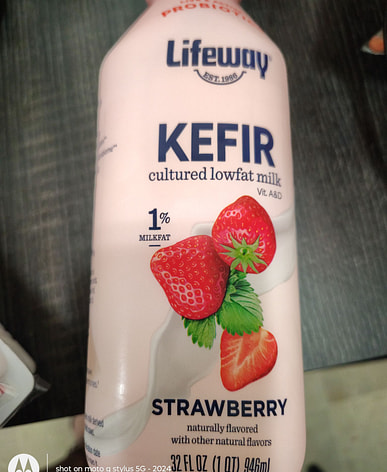 PROBIOTIC
Lifeway®
EST. 1986
KEFIR
cultured lowfat milk
Vit. A&D
1%
MILKFAT
STRAWBERRY
naturally flavored
with other natural flavors
32 FL OZ (1 QT) 946ml
shot on moto g stylus 5G - 2024